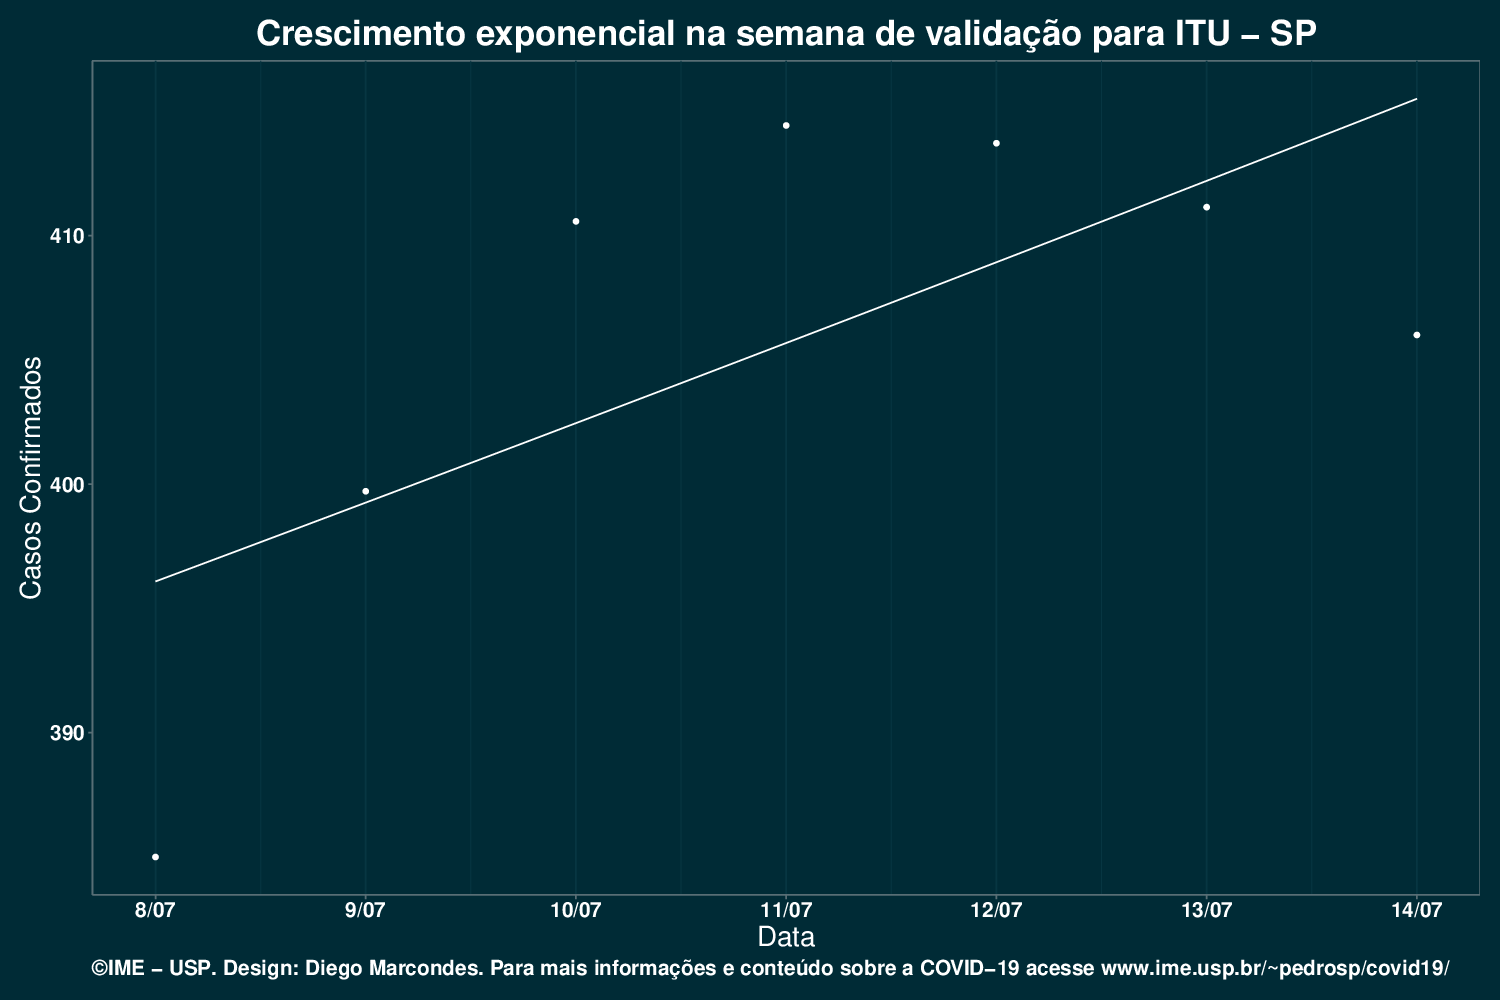 Crescimento exponencial na semana de validação para ITU – SP
Casos Confirmados
410
400
390
8/07 9/07 10/07 11/07 12/07 13/07 14/07
Data
©IME – USP. Design: Diego Marcondes. Para mais informações e conteúdo sobre a COVID–19 acesse www.ime.usp.br/~pedrosp/covid19/